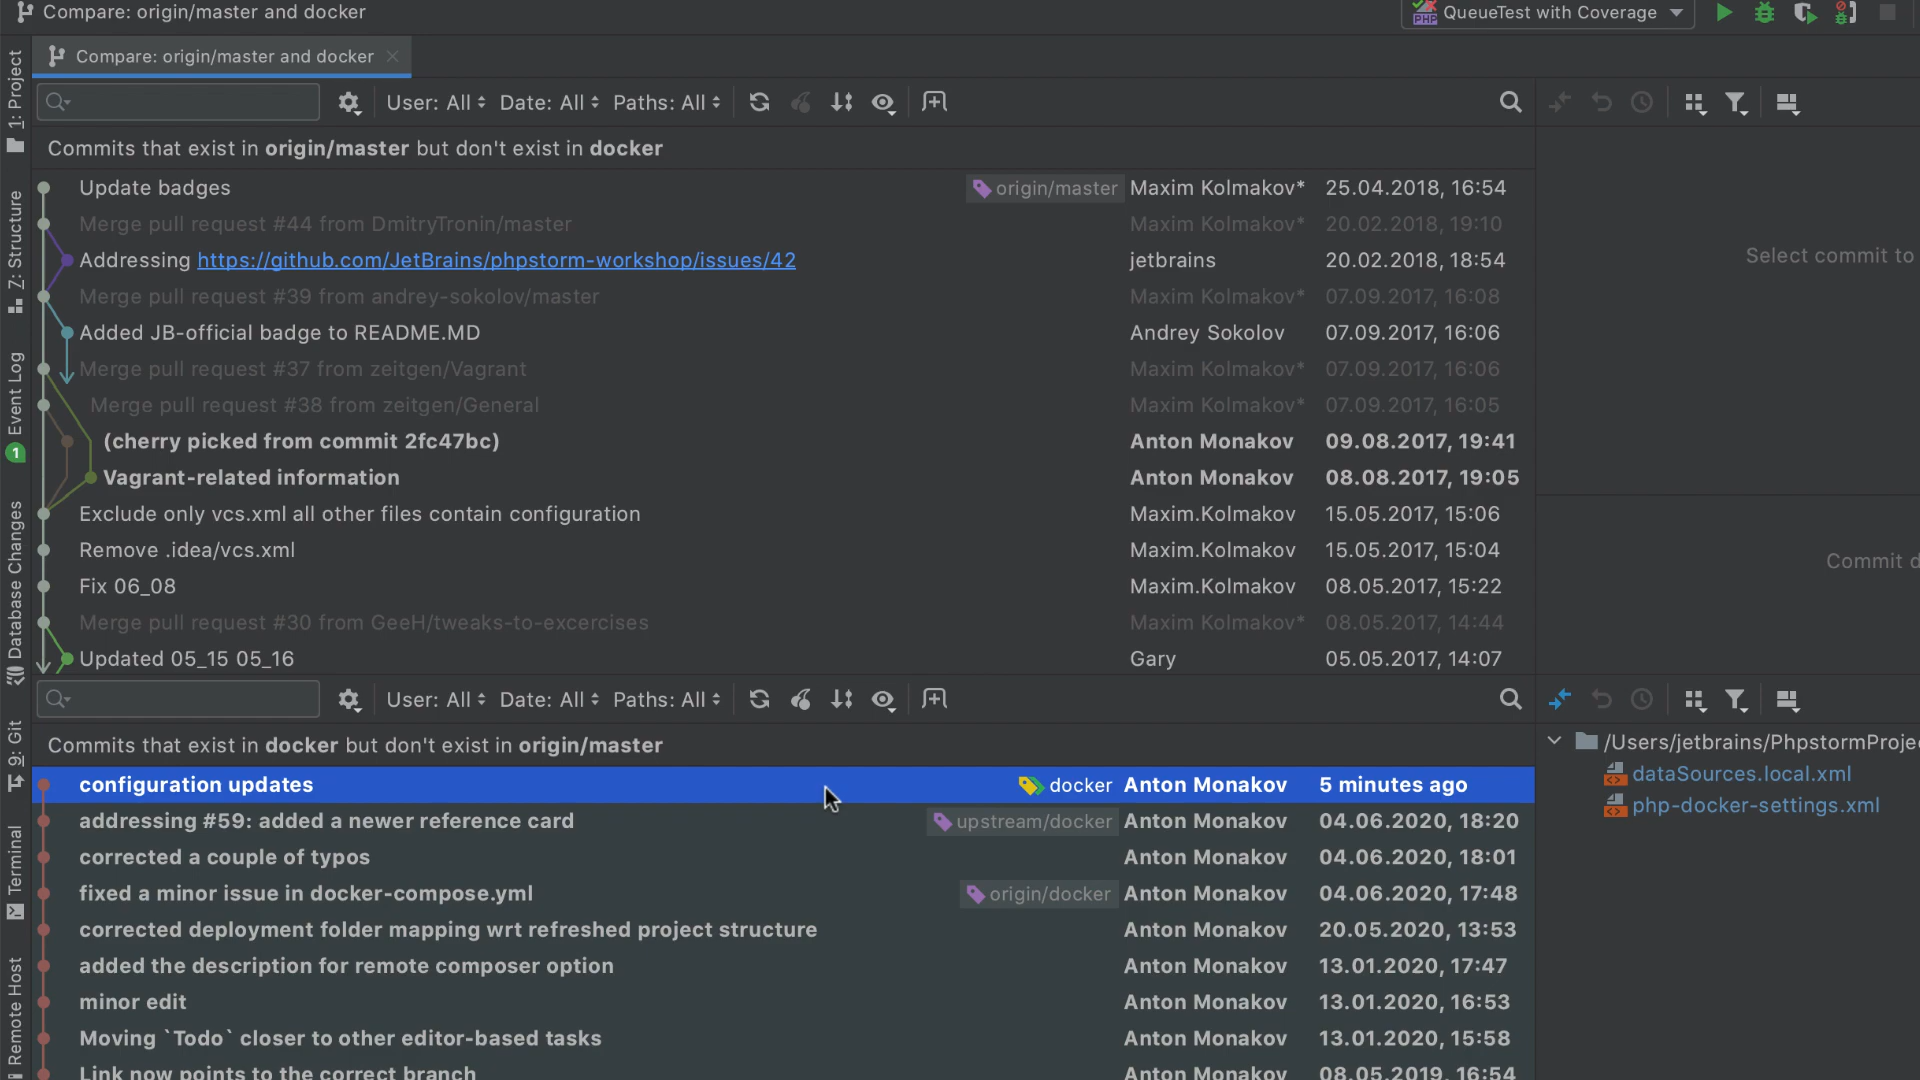 Compare: origin/master and docker
QueueTest with Coverage
Compare: origin/master and docker
1: Project
Z: Structure
Event Log
1
Database Changes
9: Git
Terminal
Remote Host
User: All Date: All Paths: All
Commits that exist in origin/master but don't exist in docker
Update badges origin/master Maxim Kolmakov* 25.04.2018, 16:54
Merge pull request #44 from DmitryTronin/master Maxim Kolmakov* 20.02.2018, 19:10
Addressing https://github.com/JetBrains/phpstorm-workshop/issues/42 jetbrains 20.02.2018, 18:54
Merge pull request #39 from andrey-sokolov/master Maxim Kolmakov* 07.09.2017, 16:08
Added JB-official badge to README.MD Andrey Sokolov 07.09.2017, 16:06
Merge pull request #37 from zeitgen/Vagrant Maxim Kolmakov* 07.09.2017, 16:06
Merge pull request #38 from zeitgen/General Maxim Kolmakov* 07.09.2017, 16:05
(cherry picked from commit 2fc47bc) Anton Monakov 09.08.2017, 19:41
Vagrant-related information Anton Monakov 08.08.2017, 19:05
Exclude only vcs.xml all other files contain configuration Maxim.Kolmakov 15.05.2017, 15:06
Remove .idea/vcs.xml Maxim.Kolmakov 15.05.2017, 15:04
Fix 06_08 Maxim.Kolmakov 08.05.2017, 15:22
Merge pull request #30 from GeeH/tweaks-to-excercises Maxim Kolmakov* 08.05.2017, 14:44
Updated 05_15 05_16 Gary 05.05.2017, 14:07
Select commit to
Commit d
User: All Date: All Paths: All
Commits that exist in docker but don't exist in origin/master
configuration updates docker Anton Monakov 5 minutes ago
addressing #59: added a newer reference card upstream/docker Anton Monakov 04.06.2020, 18:20
corrected a couple of typos Anton Monakov 04.06.2020, 18:01
fixed a minor issue in docker-compose.yml origin/docker Anton Monakov 04.06.2020, 17:48
corrected deployment folder mapping wrt refreshed project structure Anton Monakov 20.05.2020, 13:53
added the description for remote composer option Anton Monakov 13.01.2020, 17:47
minor edit Anton Monakov 13.01.2020, 16:53
Moving `Todo` closer to other editor-based tasks Anton Monakov 13.01.2020, 15:58
Link now points to the correct branch Anton Monakov 08.05.2019, 16:54
/Users/jetbrains/PhpstormProje
dataSources.local.xml
php-docker-settings.xml